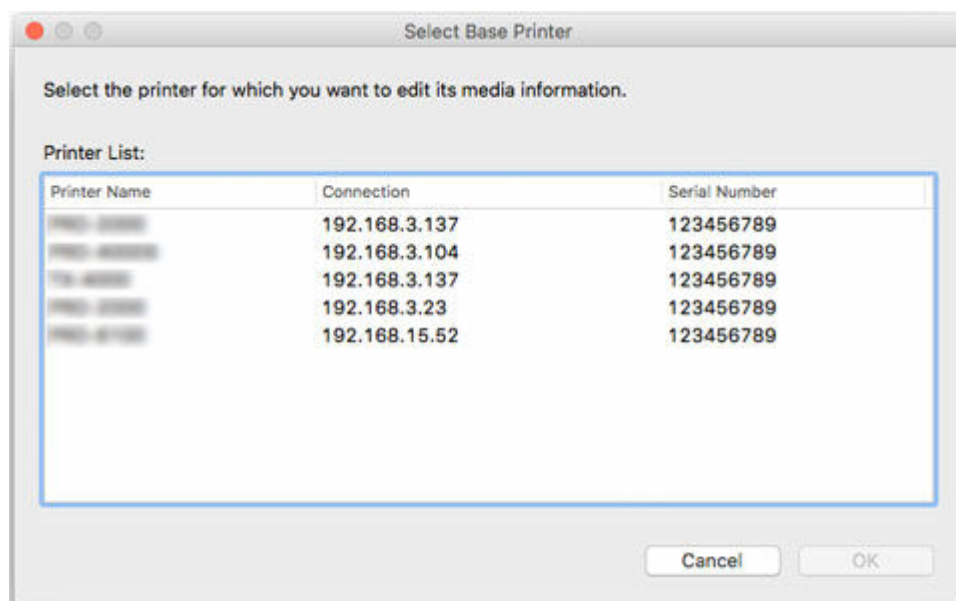 Select Base Printer
Select the printer for which you want to edit its media information.
Printer List:
Printer Name Connection Serial Number
192.168.3.137 123456789
192.168.3.104 123456789
192.168.3.137 123456789
192.168.3.23 123456789
192.168.15.52 123456789
Cancel OK